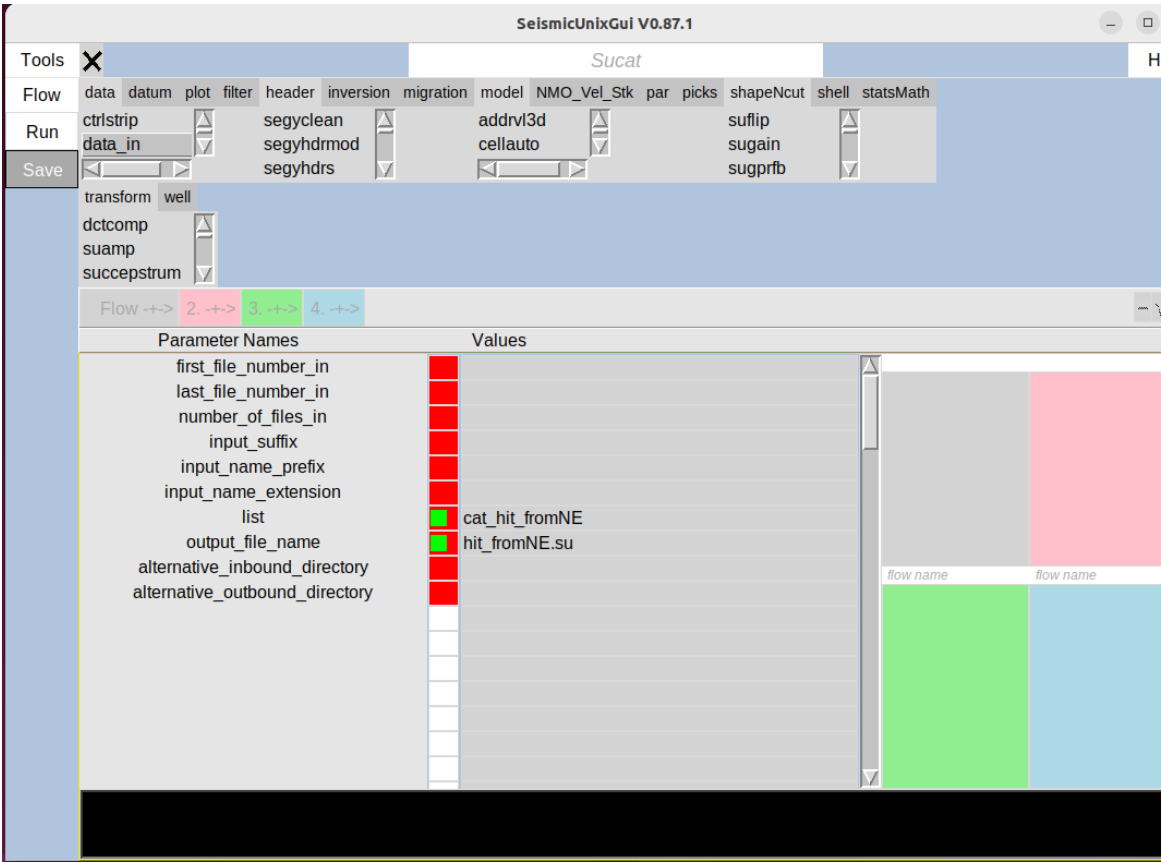 SeismicUnixGui V0.87.1
Tools X Sucat H
Flow data datum plot filter header inversion migration model NMO_Vel_Stk par picks shapeNcut shell statsMath
ctrlstrip segyclean addrvl3d suflip
Run data_in segyhdrmod cellauto sugain
Save segyhdrs sugprfb
transform well
dctcomp
suamp
succepstrum
Flow -+-> 2. -+-> 3. -+-> 4. -+->
Parameter Names Values
first_file_number_in
last_file_number_in
number_of_files_in
input_suffix
input_name_prefix
input_name_extension
list cat_hit_fromNE
output_file_name hit_fromNE.su
alternative_inbound_directory
flow name flow name
alternative_outbound_directory